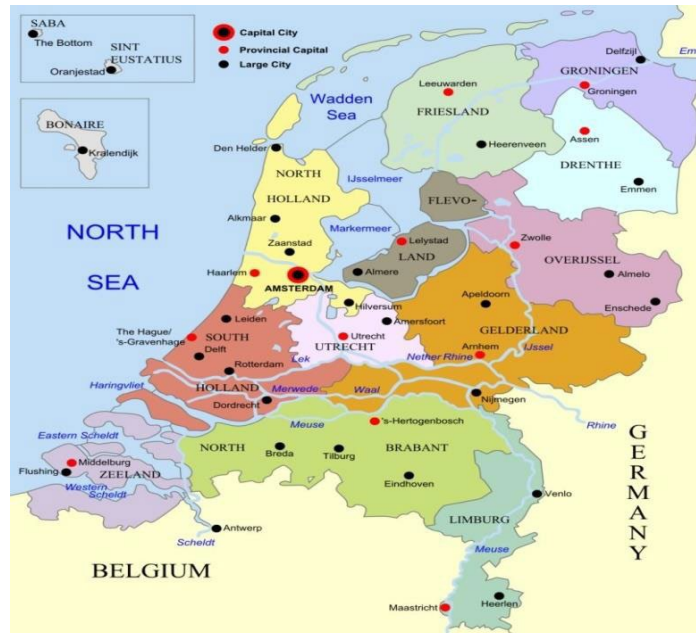 SABA
The Bottom
SINT
EUSTATIUS
Oranjestad
BONAIRE
Kralendijk
Capital City
Provincial Capital
Large City
Wadden
Sea
NORTH
SEA
Delfzijl
Em
GRONINGEN
Groningen
Leeuwarden
FRIESLAND
Assen
Heerenveen
DRENTHE
Emmen
Den Helder
NORTH
HOLLAND
IJsselmeer
Alkmaar
Markermeer
FLEVO-
LAND
Lelystad
Zaanstad
Haarlem
AMSTERDAM
Almere
Zwolle
OVERIJSSEL
Almelo
Enschede
Hilversum
Apeldoorn
Leiden
Amersfoort
GELDERLAND
The Hague/
's-Gravenhage
SOUTH
HOLLAND
Utrecht
UTRECHT
Delft
Arnhem
IJssel
Lek
Nether Rhine
Rotterdam
Haringvliet
Merwede
Waal
Dordrecht
Nijmegen
Meuse
Rhine
's-Hertogenbosch
Eastern Scheldt
NORTH
BRABANT
Breda
Tilburg
Middelburg
Flushing
ZEELAND
Western
Scheldt
Eindhoven
Venlo
LIMBURG
Antwerp
Scheldt
Meuse
BELGIUM
GERMANY
Maastricht
Heerlen